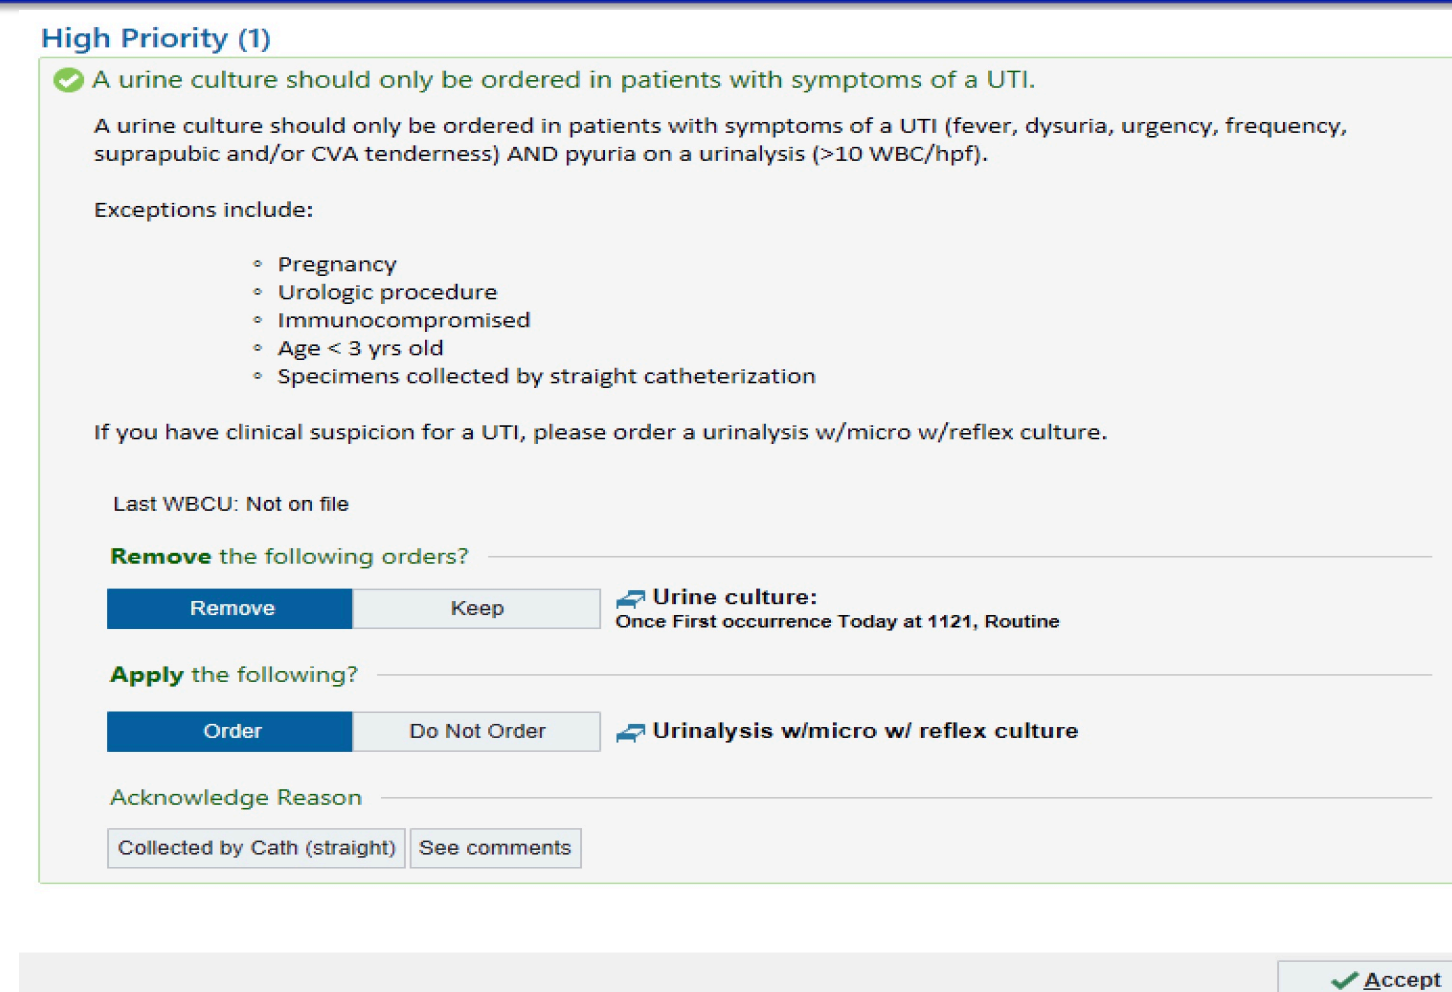 High Priority (1)
A urine culture should only be ordered in patients with symptoms of a UTI.
A urine culture should only be ordered in patients with symptoms of a UTI (fever, dysuria, urgency, frequency,
suprapubic and/or CVA tenderness) AND pyuria on a urinalysis (>10 WBC/hpf).
Exceptions include:
◦ Pregnancy
◦ Urologic procedure
◦ Immunocompromised
◦ Age < 3 yrs old
◦ Specimens collected by straight catheterization
If you have clinical suspicion for a UTI, please order a urinalysis w/micro w/reflex culture.
Last WBCU: Not on file
Remove the following orders?
Remove Keep Urine culture:
Once First occurrence Today at 1121, Routine
Apply the following?
Order Do Not Order Urinalysis w/micro w/ reflex culture
Acknowledge Reason
Collected by Cath (straight) See comments
Accept